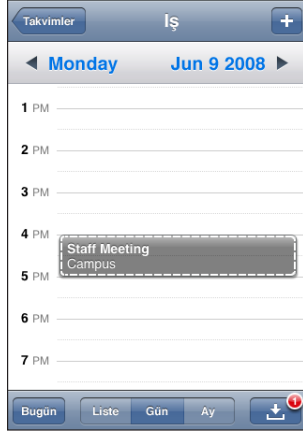 Takvimler
Iş
+
Monday
Jun 9 2008
1 PM
2 PM
3 PM
4 PM
Staff Meeting
Campus
5 PM
6 PM
7 PM
Bugün
Liste
Gün
Ay
1